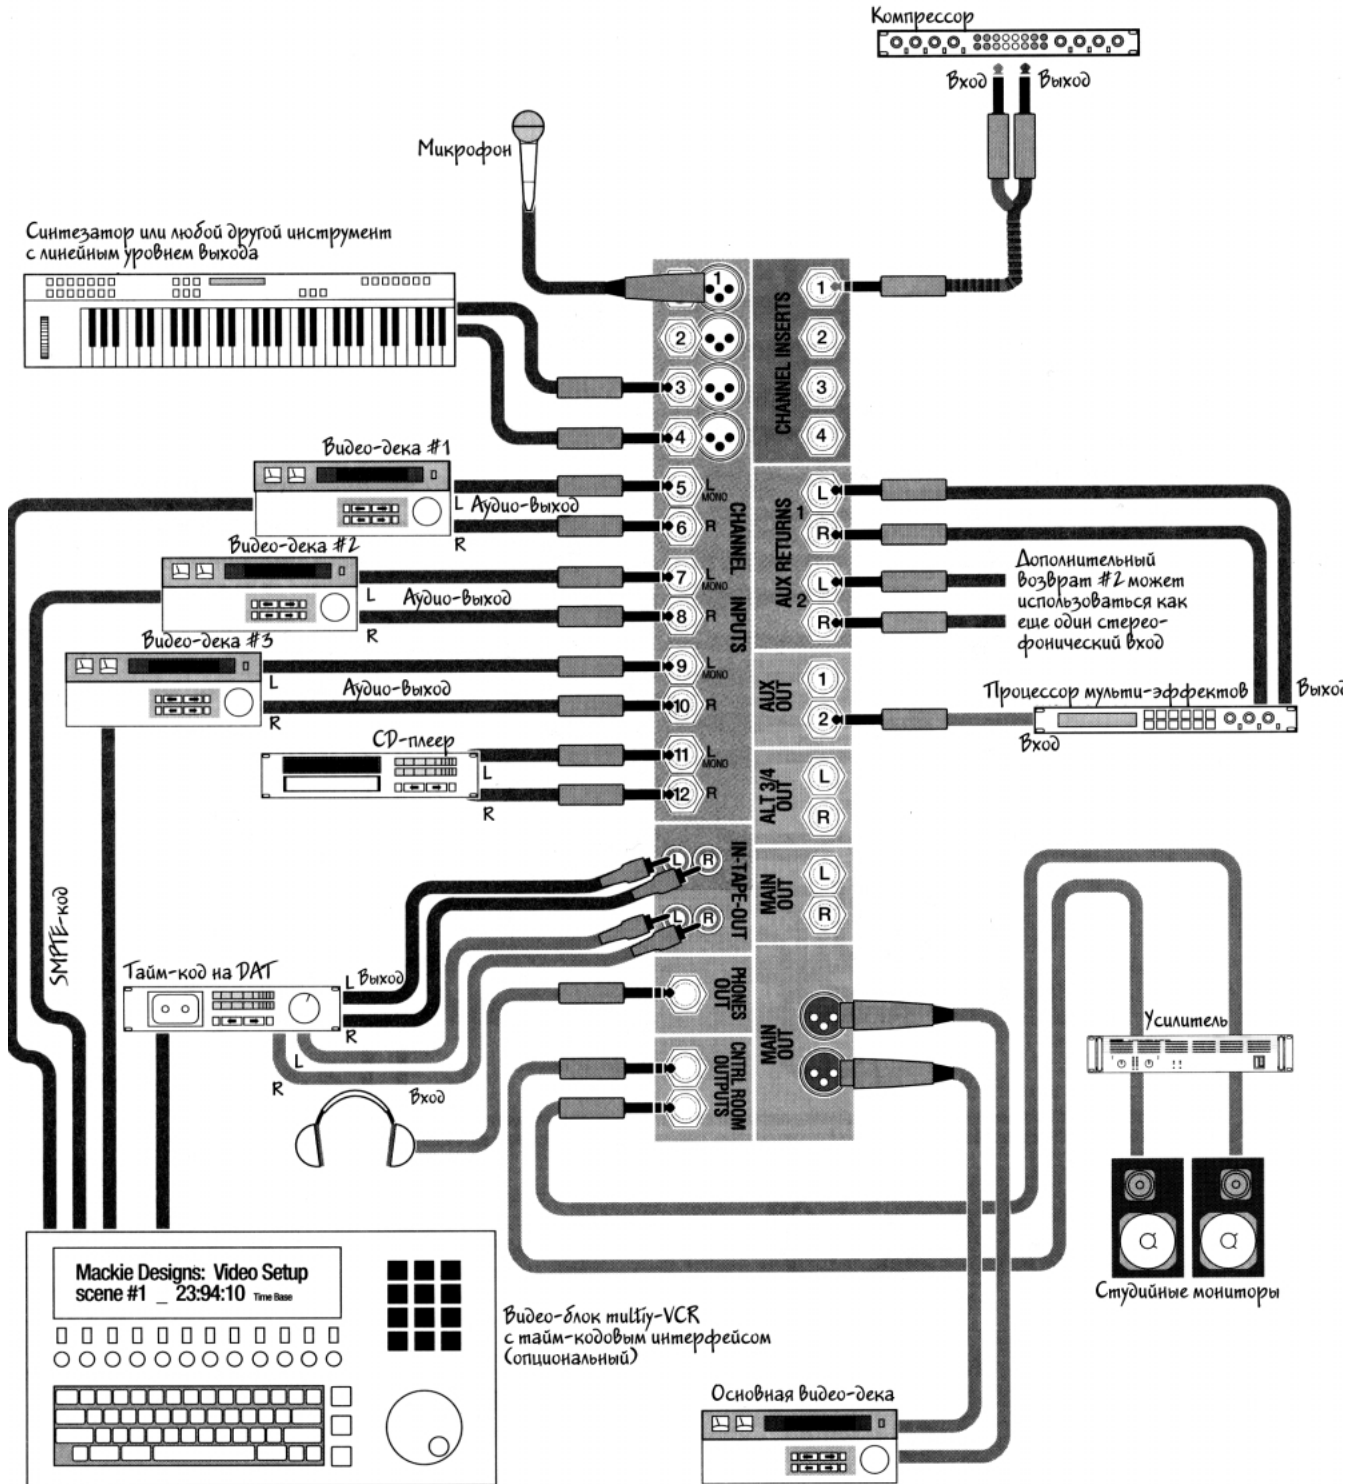 Компрессор
Вход
Выход
Микрофон
Синтезатор или любой другой инструмент
с линейным уровнем выхода
1
2
3
4
CHANNEL INSERTS
1
2
3
4
Видео-дека #1
L
Аудио-выход
R
Видео-дека #2
L
Аудио-выход
R
Видео-дека #3
L
Аудио-выход
R
CD-плеер
L
R
5
L
MONO
6
R
7
L
MONO
8
R
9
L
MONO
10
R
11
L
MONO
12
R
CHANNEL INPUTS
AUX RETURNS
1
L
R
2
L
R
Дополнительный
возврат #2 может
использоваться как
еще один стерео-
фонический вход
AUX
OUT
1
2
Процессор мульти-эффектов
Выход
Вход
ALT 3/4
OUT
L
R
MAIN
OUT
L
R
IN-TAPE-OUT
L
R
L
R
SMPTE-код
Тайм-код на DAT
L
Выход
R
L
R
Вход
PHONES
OUT
CNTRL ROOM
OUTPUTS
MAIN
OUT
Усилитель
Студийные мониторы
Mackie Designs: Video Setup
scene #1 _ 23:94:10 Time Base
Видео-блок multiy-VCR
с тайм-кодовым интерфейсом
(опциональный)
Основная видео-дека